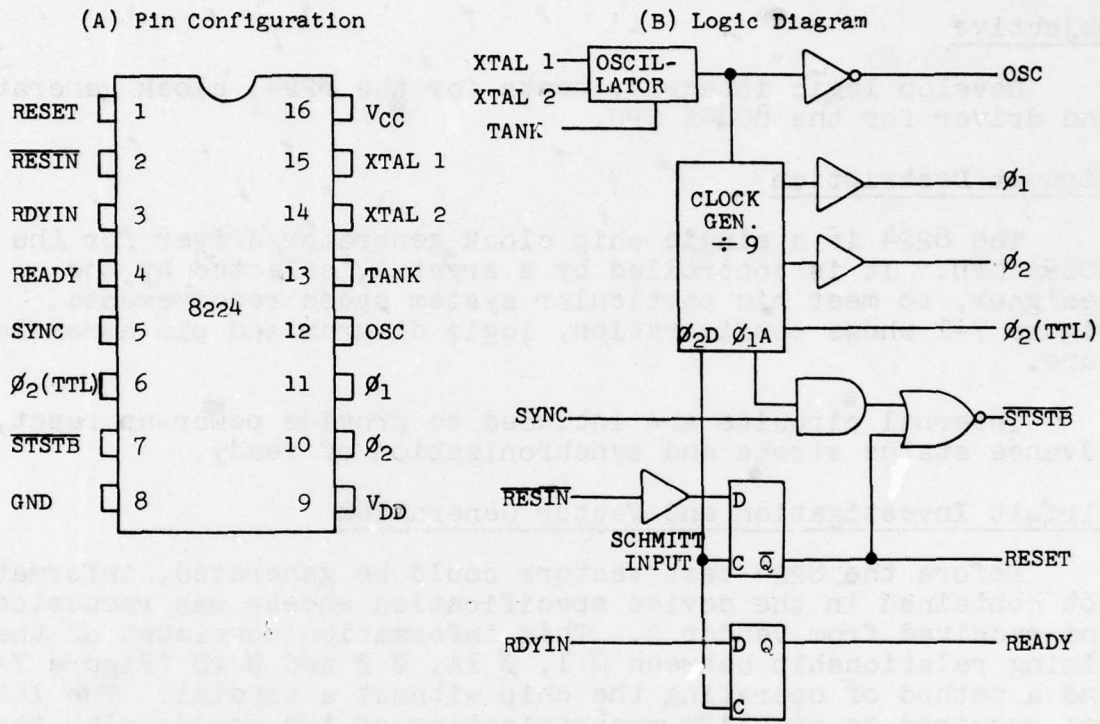 (A) Pin Configuration
RESET 1 16 VCC
RESIN 2 15 XTAL 1
RDYIN 3 14 XTAL 2
READY 4 13 TANK
8224
SYNC 5 12 OSC
Ø2(TTL) 6 11 Ø1
STSTB 7 10 Ø2
GND 8 9 VDD
(B) Logic Diagram
XTAL 1
XTAL 2
TANK
OSCIL-
LATOR
OSC
CLOCK
GEN
÷ 9
Ø1
Ø2
Ø2(TTL)
Ø2D Ø1A
SYNC
STSTB
RESIN
SCHMITT
INPUT
D
C Q
RESET
RDYIN
D Q
READY
C